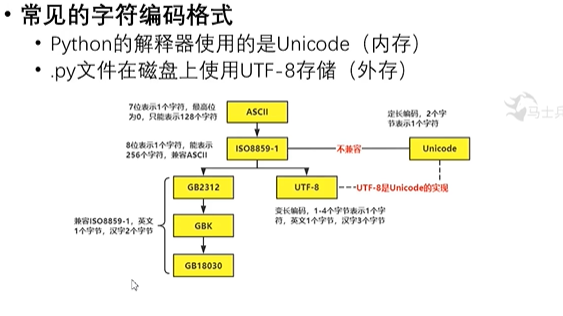 • 常见的字符编码格式
• Python的解释器使用的是Unicode（内存）
• .py文件在磁盘上使用UTF-8存储（外存）
7位表示1个字符，最高位
为0，只能表示128个字符
ASCII
定长编码，2个字
节表示1个字符
8位表示1个字符，能表示
256个字符，兼容ASCII
ISO8859-1
不兼容
Unicode
GB2312
UTF-8
UTF-8是Unicode的实现
变长编码，1-4个字节表示1个字
符，英文1个字节，汉字3个字节
兼容ISO8859-1，英文
1个字节，汉字2个字节
GBK
GB18030
马士兵